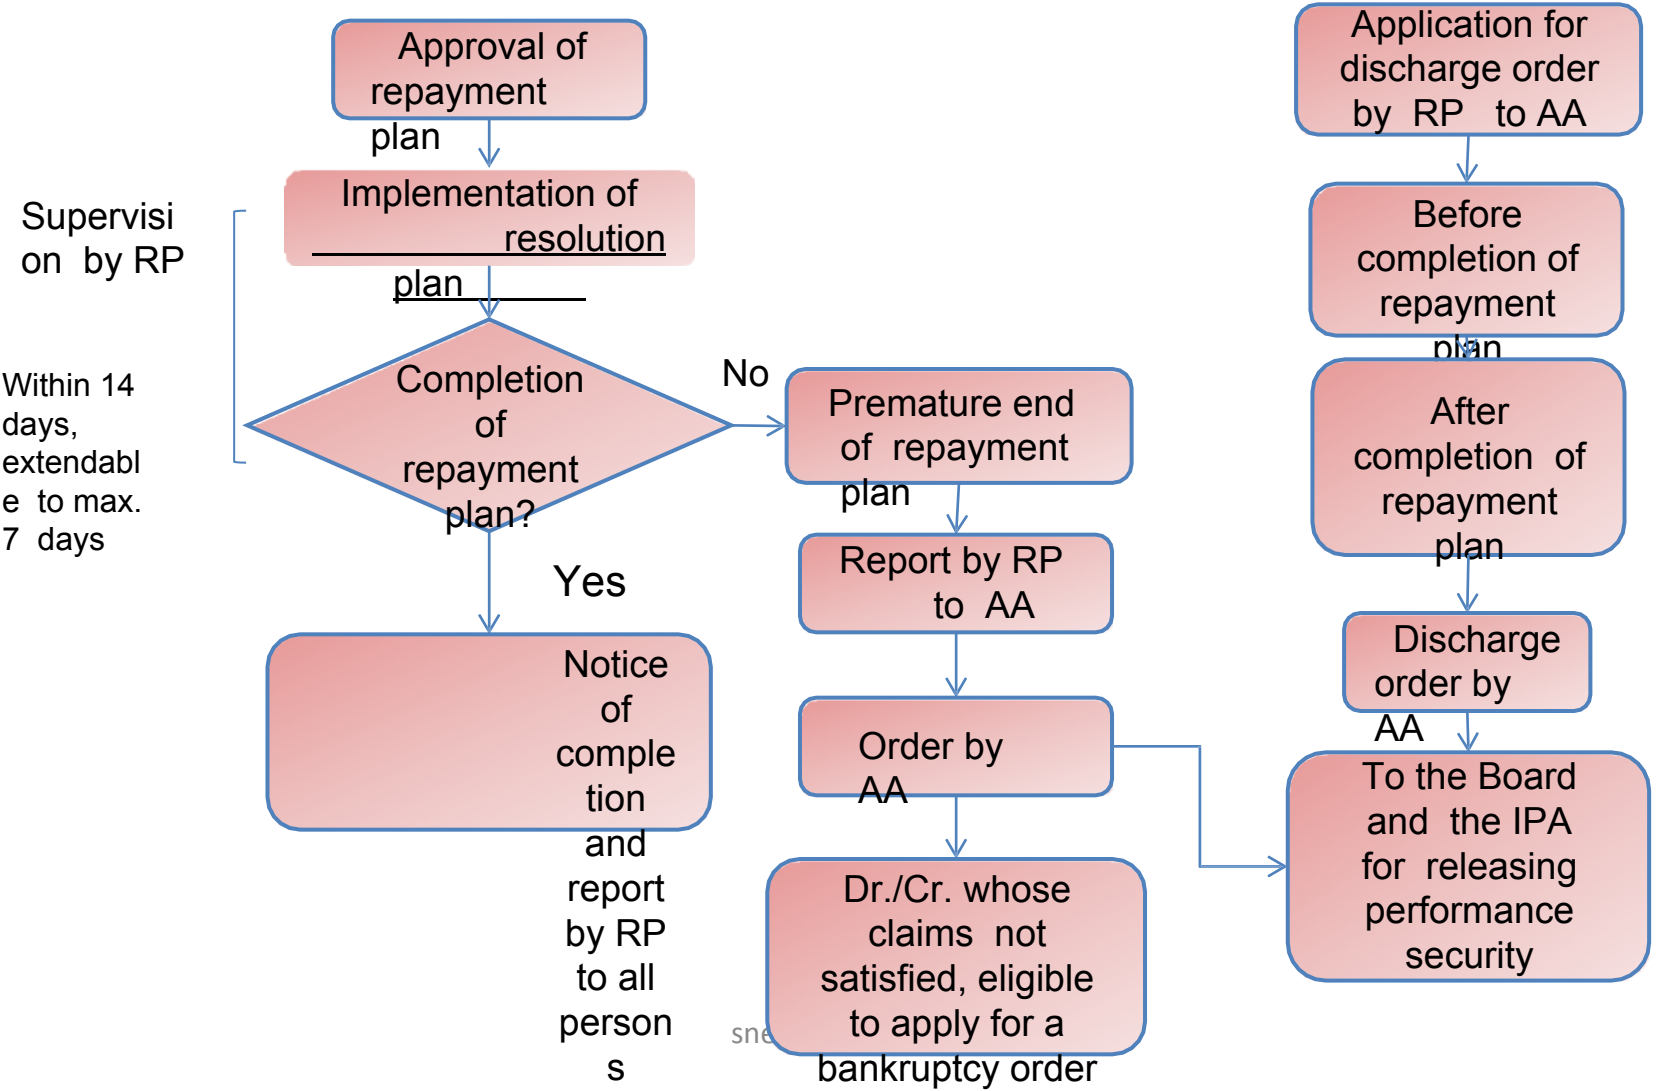 Approval of
repayment
plan
Implementation of
resolution
plan
Supervisi
on by RP
Within 14
days,
extendabl
e to max.
7 days
Completion
of
repayment
plan?
No
Yes
Notice
of
comple
tion
and
report
by RP
to all
person
s
Premature end
of repayment
plan
Report by RP
to AA
Order by
AA
Dr./Cr. whose
claims not
satisfied, eligible
to apply for a
bankruptcy order
sne
Application for
discharge order
by RP to AA
Before
completion of
repayment
plan
After
completion of
repayment
plan
Discharge
order by
AA
To the Board
and the IPA
for releasing
performance
security